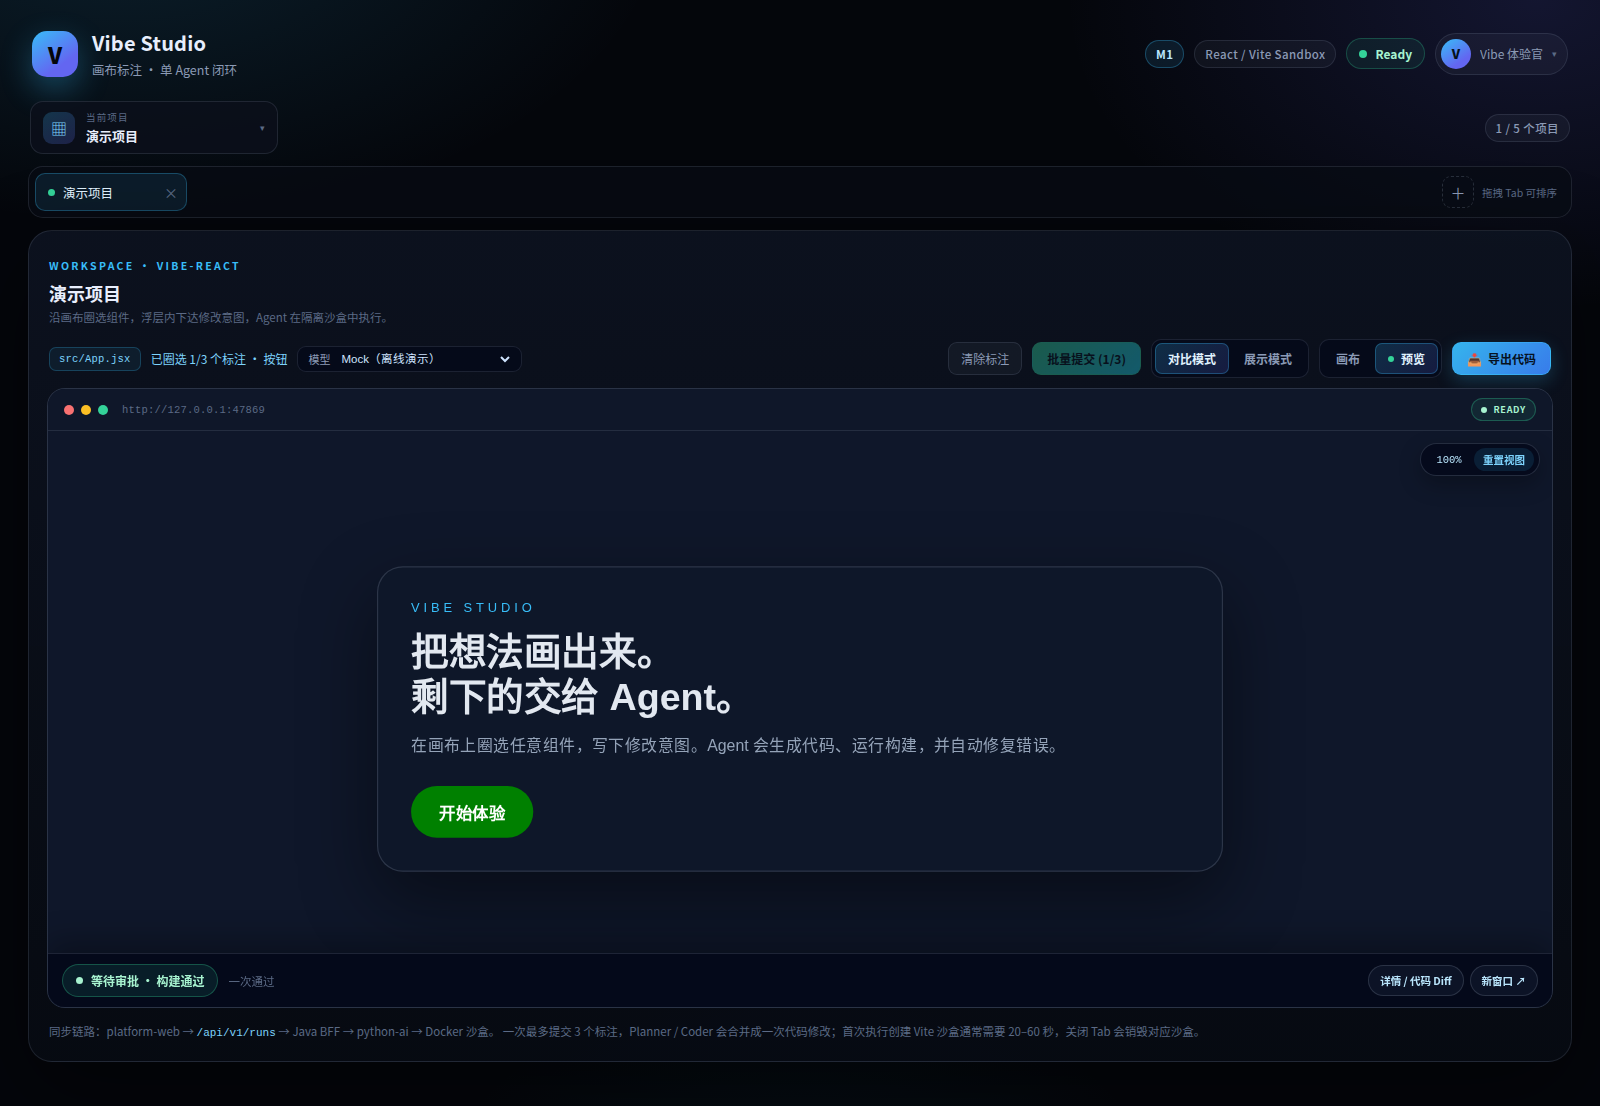 V
Vibe Studio
画布标注 · 单 Agent 闭环
M1
React / Vite Sandbox
Ready
V
Vibe 体验官
当前项目
演示项目
1 / 5 个项目
演示项目
拖拽 Tab 可排序
WORKSPACE · VIBE-REACT
演示项目
沿画布圈选组件，浮层内下达修改意图，Agent 在隔离沙盒中执行。
src/App.jsx
已圈选 1/3 个标注 · 按钮
模型
Mock（离线演示）
清除标注
批量提交 (1/3)
对比模式
展示模式
画布
预览
导出代码
http://127.0.0.1:47869
READY
100%
重置视图
VIBE STUDIO
把想法画出来。
剩下的交给 Agent。
在画布上圈选任意组件，写下修改意图。Agent 会生成代码、运行构建，并自动修复错误。
开始体验
等待审批 · 构建通过
一次通过
详情 / 代码 Diff
新窗口 ↗
同步链路：platform-web → /api/v1/runs → Java BFF → python-ai → Docker 沙盒。 一次最多提交 3 个标注，Planner / Coder 会合并成一次代码修改；首次执行创建 Vite 沙盒通常需要 20–60 秒，关闭 Tab 会销毁对应沙盒。